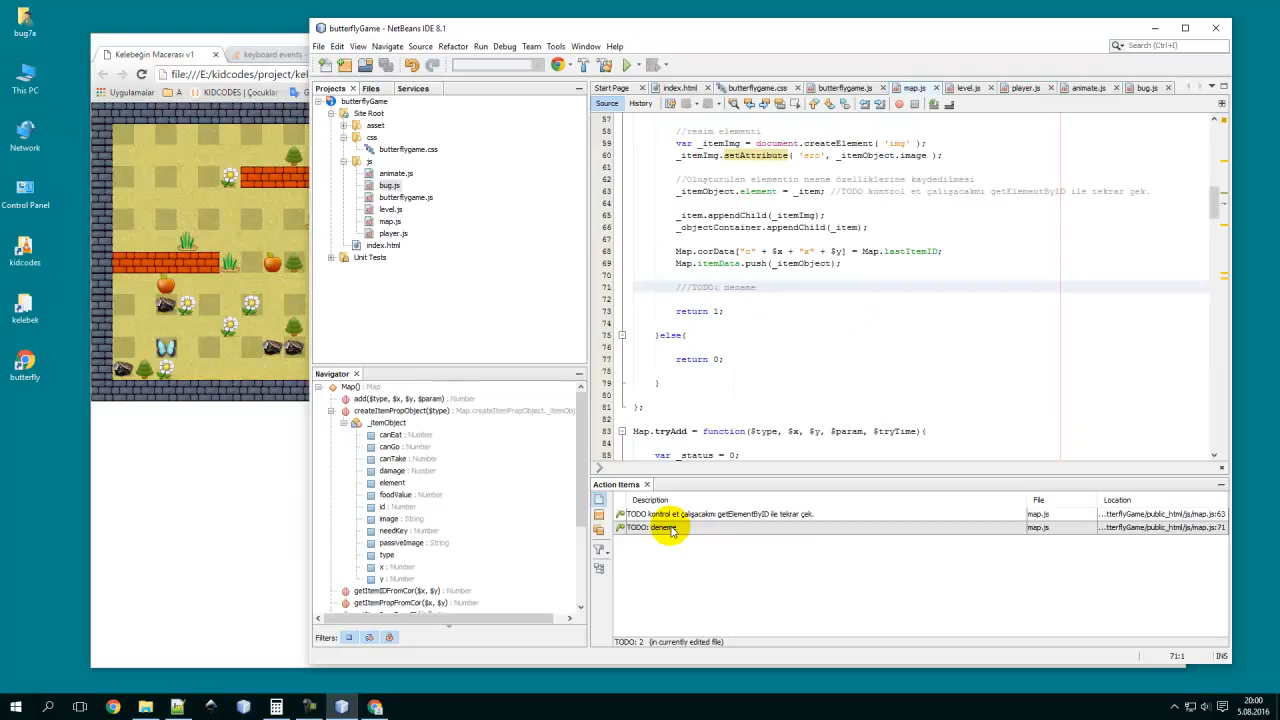 bug7a
This PC
Network
Control Panel
kidcodes
kelebek
butterfly
Kelebeğin Macerası v1
keyboard events -
file:///E:/kidcodes/project/kel
Uygulamalar
A
KIDCODES | Çocuklar
G
butterflyGame - NetBeans IDE 8.1
File Edit View Navigate Source Refactor Run Debug Team Tools Window Help
Search (Ctrl+I)
Projects
Files
Services
butterflyGame
Site Root
asset
css
butterflygame.css
js
animate.js
bug.js
butterflygame.js
level.js
map.js
player.js
index.html
Unit Tests
Navigator
Map() : Map
add($type, $x, $y, $param) : Number
createItemPropObject($type) : Map.createItemPropObject._itemObj
_itemObject
canEat : Number
canGo : Number
canTake : Number
damage : Number
element
foodValue : Number
id : Number
image : String
needKey : Number
passiveImage : String
type
x : Number
y : Number
getItemIDFromCor($x, $y) : Number
getItemPropFromCor($x, $y) : Number
Filters:
Start Page
index.html
butterflygame.css
butterflygame.js
map.js
level.js
player.js
animate.js
bug.js
Source
History
57
58 //resim elementi
59 var _itemImg = document.createElement( 'img' );
60 _itemImg.setAttribute( 'src', _itemObject.image );
61
62 //Oluşturulan elementin nesne özelliklerine kaydedilmesi
63 _itemObject.element = _item; //TODO kontrol et çalışacakmı getElementByID ile tekrar çek.
64
65 _item.appendChild(_itemImg);
66 _objectContainer.appendChild(_item);
67
68 Map.corData["c" + $x + "x" + $y] = Map.lastItemID;
69 Map.itemData.push(_itemObject);
70
71 ///TODO: deneme
72
73 return 1;
74
75 }else{
76
77 return 0;
78
79 }
80
81 };
82
83 Map.tryAdd = function($type, $x, $y, $param, $tryTime){
84
85 var _status = 0;
Action Items
Description File Location
TODO kontrol et çalışacakmı getElementByID ile tekrar çek. map.js ...tterflyGame/public_html/js/map.js:63
TODO: deneme map.js ...tterflyGame/public_html/js/map.js:71
TODO: 2 (in currently edited file)
71:1 INS
20:00
5.08.2016